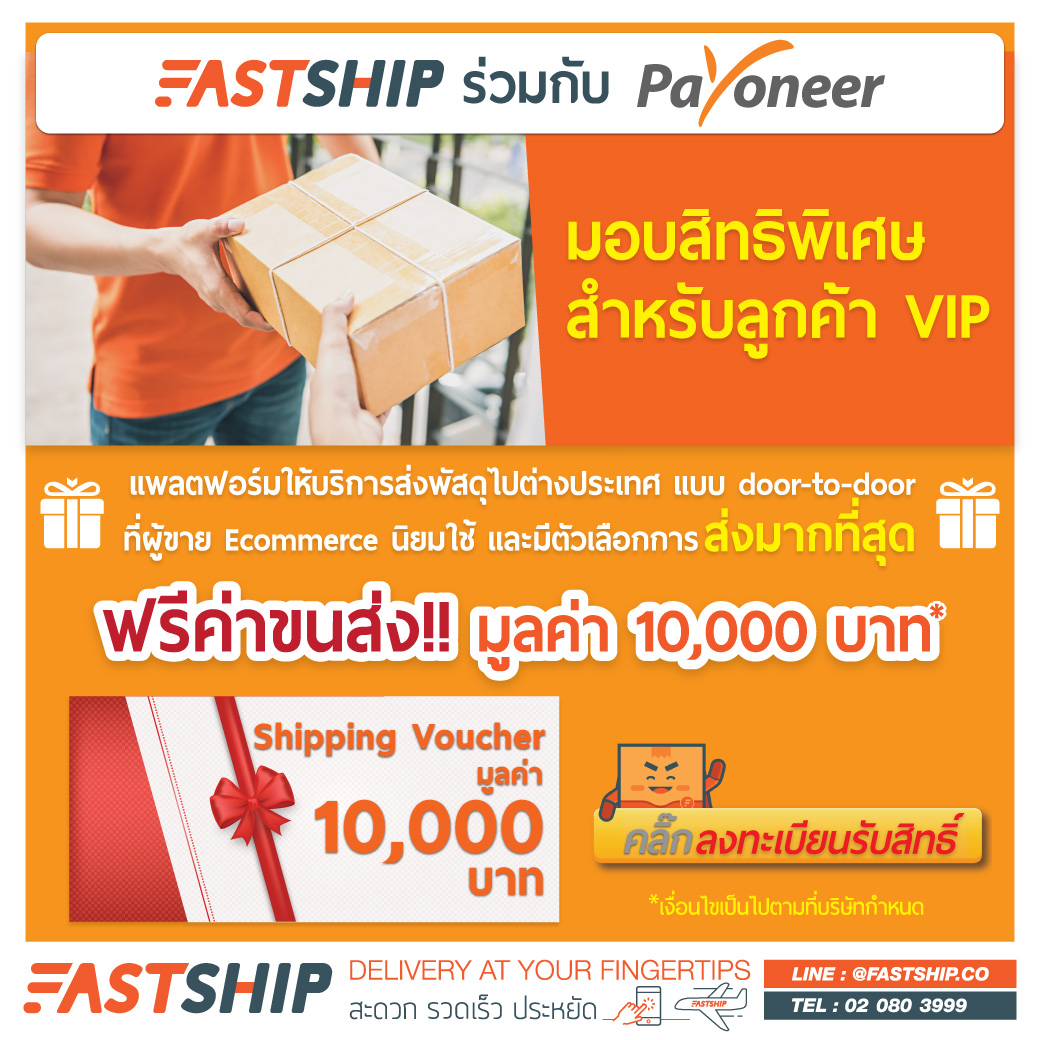 FASTSHIP ร่วมกับ Payoneer
มอบสิทธิพิเศษ
สำหรับลูกค้า VIP
แพลตฟอร์มให้บริการส่งพัสดุไปต่างประเทศ แบบ door-to-door
ที่ผู้ขาย Ecommerce นิยมใช้ และมีตัวเลือกการส่งมากที่สุด
ฟรีค่าขนส่ง!! มูลค่า 10,000 บาท*
Shipping Voucher
มูลค่า
10,000
บาท
คลิ๊กลงทะเบียนรับสิทธิ์
*เงื่อนไขเป็นไปตามที่บริษัทกำหนด
FASTSHIP
DELIVERY AT YOUR FINGERTIPS
สะดวก รวดเร็ว ประหยัด
FASTSHIP
LINE : @FASTSHIP.CO
TEL : 02 080 3999